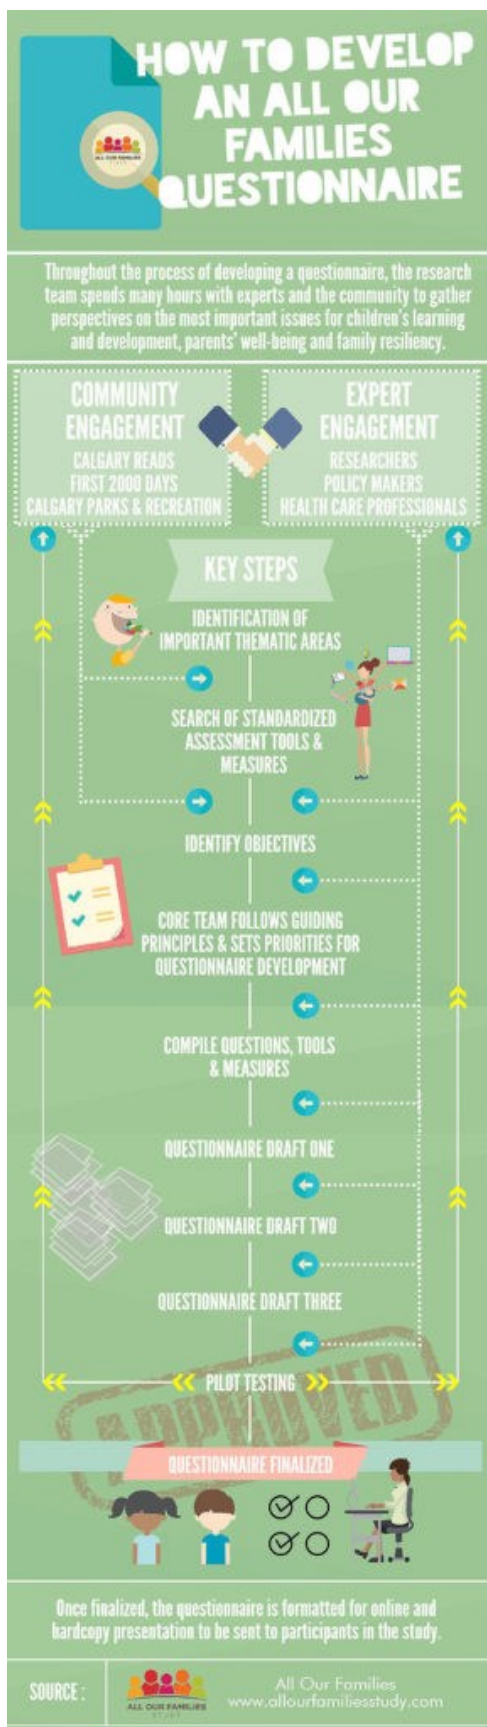 HOW TO DEVELOP
AN ALL OUR
FAMILIES
QUESTIONNAIRE
ALL OUR FAMILIES
Throughout the process of developing a questionnaire, the research
team spends many hours with experts and the community to gather
perspectives on the most important issues for children's learning
and development, parents' well-being and family resiliency.
COMMUNITY
ENGAGEMENT
CALGARY READS
FIRST 2000 DAYS
CALGARY PARKS & RECREATION
EXPERT
ENGAGEMENT
RESEARCHERS
POLICY MAKERS
HEALTH CARE PROFESSIONALS
KEY STEPS
IDENTIFICATION OF
IMPORTANT THEMATIC AREAS
SEARCH OF STANDARDIZED
ASSESSMENT TOOLS &
MEASURES
IDENTIFY OBJECTIVES
CORE TEAM FOLLOWS GUIDING
PRINCIPLES & SETS PRIORITIES FOR
QUESTIONNAIRE DEVELOPMENT
COMPILE QUESTIONS, TOOLS
& MEASURES
QUESTIONNAIRE DRAFT ONE
QUESTIONNAIRE DRAFT TWO
QUESTIONNAIRE DRAFT THREE
PILOT TESTING
APPROVED
QUESTIONNAIRE FINALIZED
Once finalized, the questionnaire is formatted for online and
hardcopy presentation to be sent to participants in the study.
SOURCE :
ALL OUR FAMILIES
STUDY
All Our Families
www.allourfamiliesstudy.com